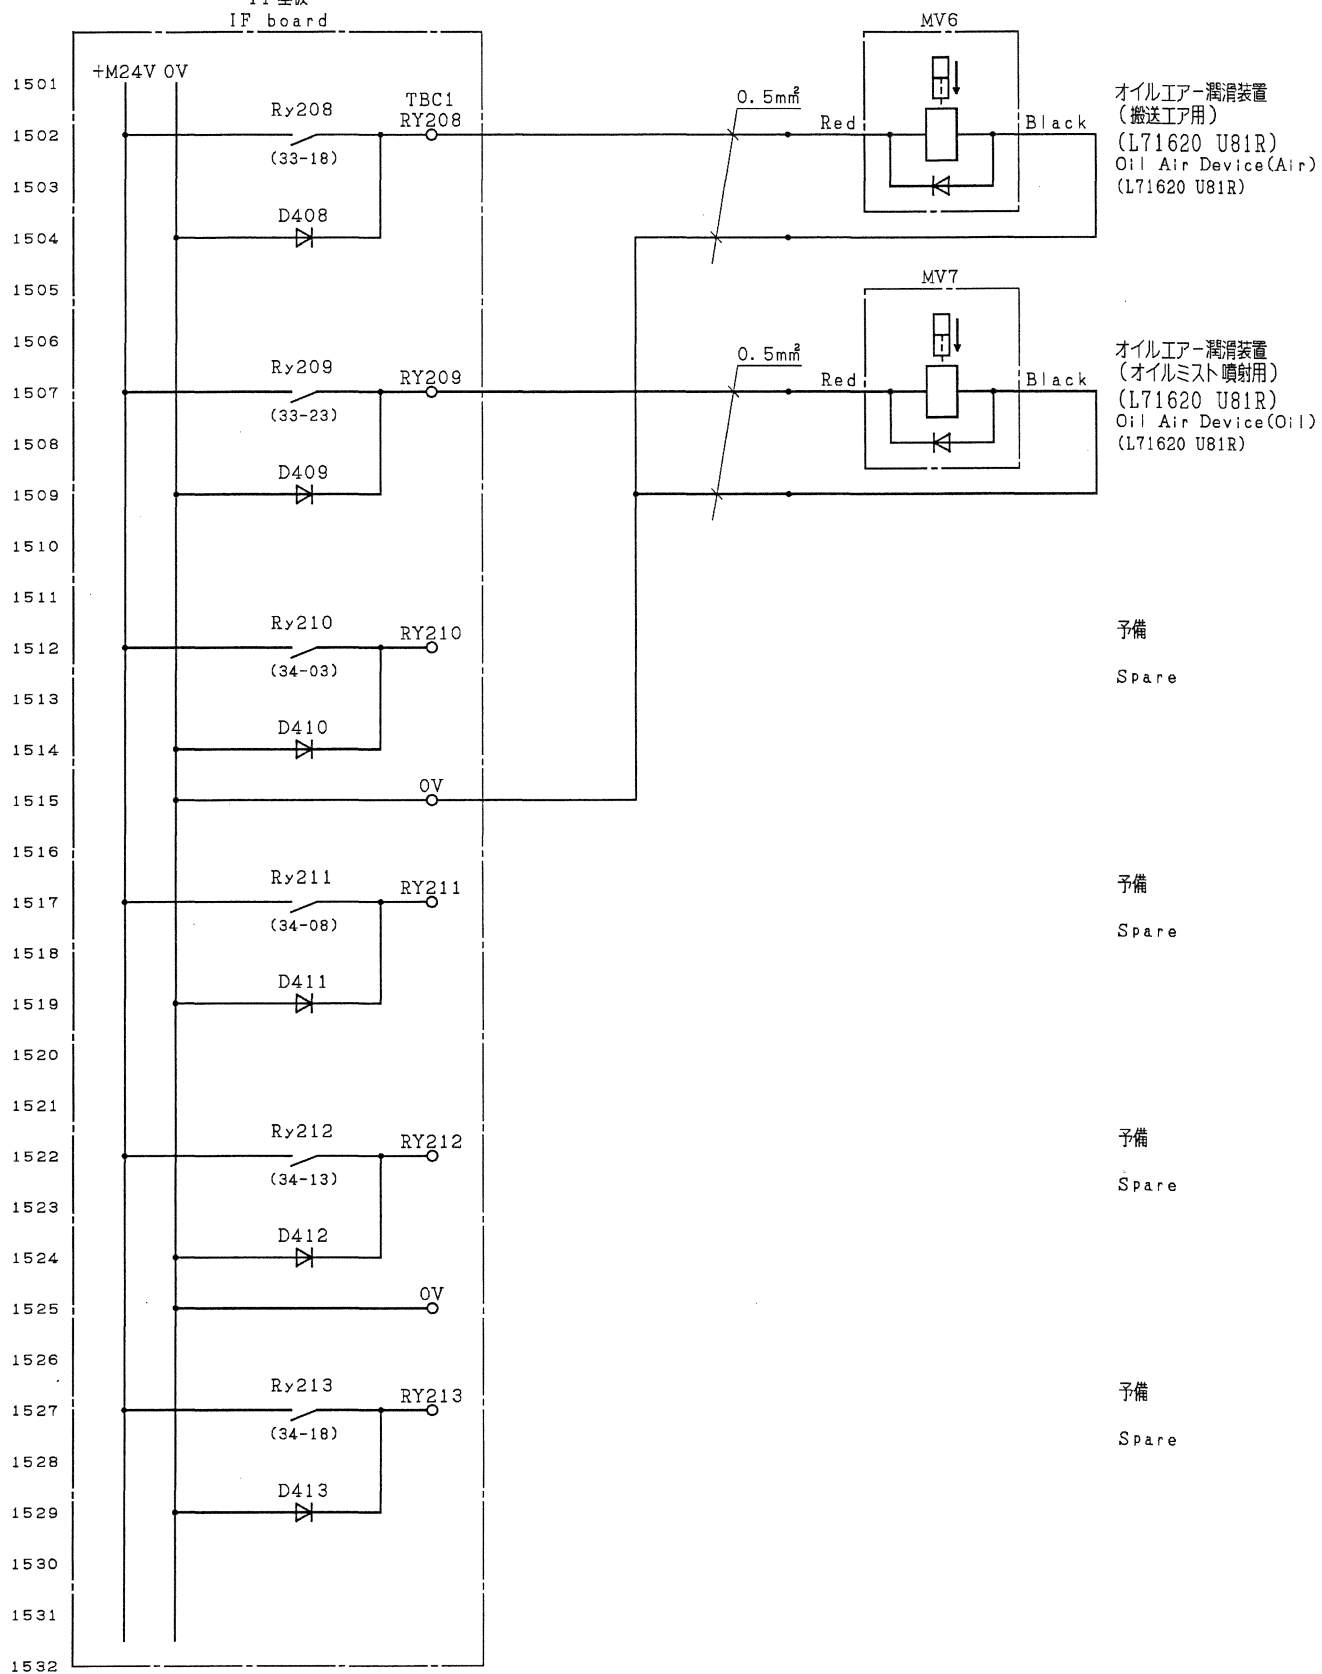 IF board
MV6
+M24V 0V
1501
Ry208
TBC1
RY208
0.5mm²
オイルエアー潤滑装置
(搬送エア用)
(L71620 U81R)
Oil Air Device(Air)
(L71620 U81R)
1502
Red
Black
(33-18)
1503
D408
1504
1505
MV7
1506
Ry209
RY209
0.5mm²
オイルエアー潤滑装置
(オイルミスト噴射用)
(L71620 U81R)
Oil Air Device(Oil)
(L71620 U81R)
1507
Red
Black
(33-23)
1508
D409
1509
1510
1511
Ry210
RY210
予備
1512
(34-03)
Spare
1513
D410
1514
0V
1515
1516
Ry211
RY211
予備
1517
(34-08)
Spare
1518
D411
1519
1520
1521
Ry212
RY212
予備
1522
(34-13)
Spare
1523
D412
1524
0V
1525
1526
Ry213
RY213
予備
1527
(34-18)
Spare
1528
D413
1529
1530
1531
1532